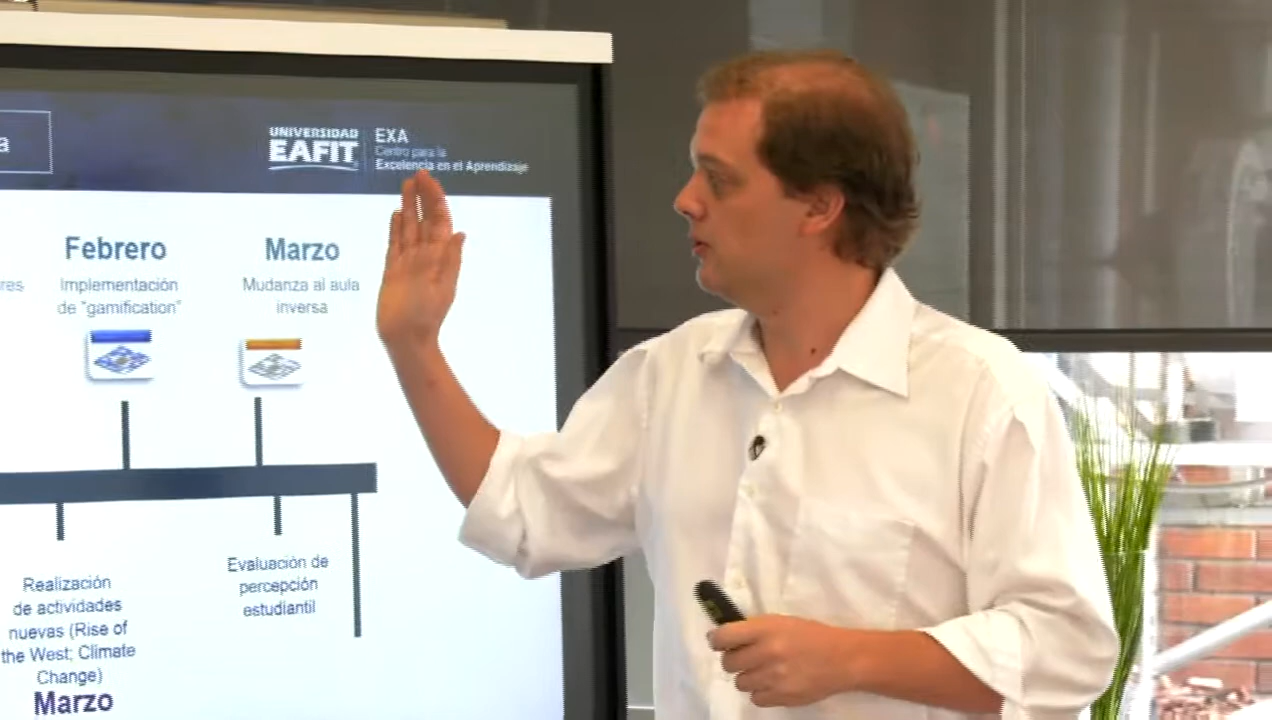 a
UNIVERSIDAD
EAFIT
EXA
Centro para la
Excelencia en el Aprendizaje
res
Febrero
Implementación
de "gamification"
Marzo
Mudanza al aula
inversa
Realización
de actividades
nuevas (Rise of
the West; Climate
Change)
Evaluación de
percepción
estudiantil
Marzo